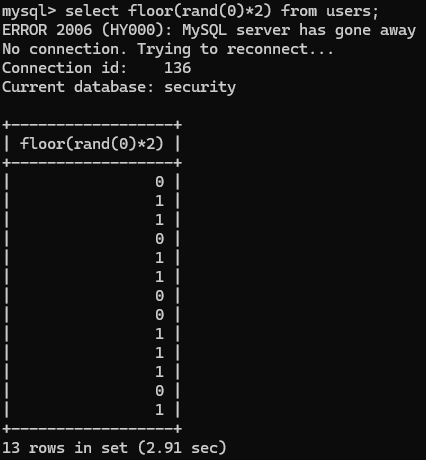 mysql> select floor(rand(0)*2) from users;
ERROR 2006 (HY000): MySQL server has gone away
No connection. Trying to reconnect...
Connection id:    136
Current database: security

+------------------+
| floor(rand(0)*2) |
+------------------+
|                0 |
|                1 |
|                1 |
|                0 |
|                1 |
|                1 |
|                0 |
|                0 |
|                1 |
|                1 |
|                1 |
|                0 |
|                1 |
+------------------+
13 rows in set (2.91 sec)